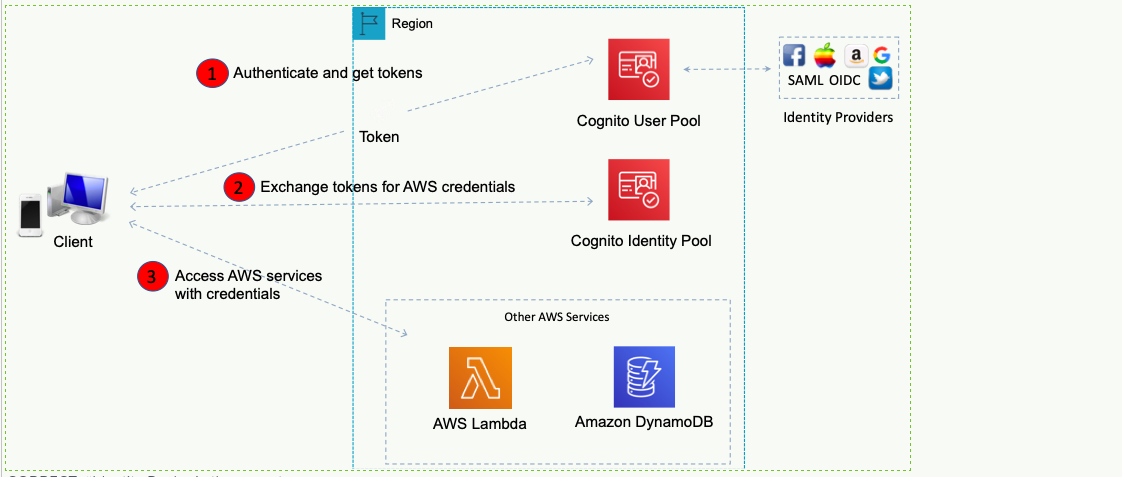 Region
1 Authenticate and get tokens
SAML OIDC
Cognito User Pool
Identity Providers
Token
2 Exchange tokens for AWS credentials
Client
Cognito Identity Pool
3 Access AWS services
with credentials
Other AWS Services
AWS Lambda
Amazon DynamoDB